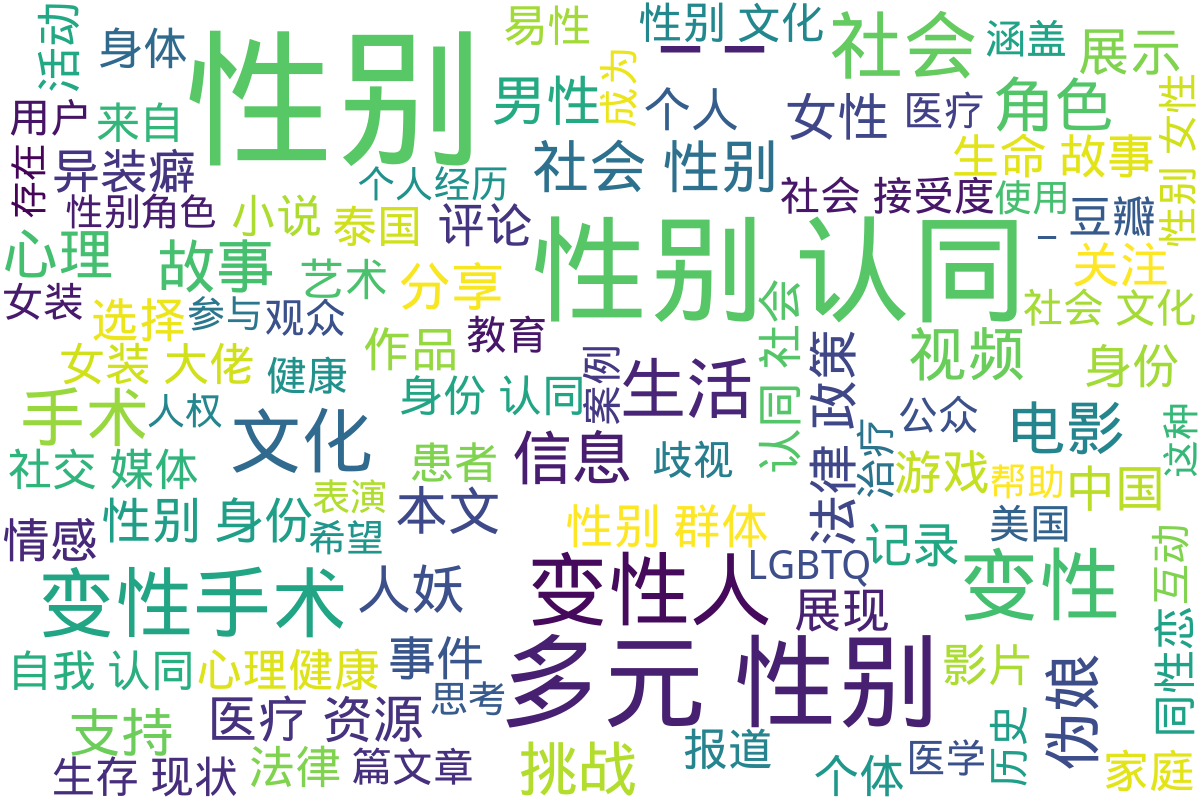 性别
性别 认同
多元 性别
变性人
变性手术
变性
社会
文化
生活
手术
信息
电影
故事
角色
男性
社会 性别
视频
心理
挑战
女性
身体
活动
易性
性别 文化
涵盖
展示
成为
个人
医疗
性别 女性
用户
来自
存在
异装癖
个人经历
生命 故事
社会 接受度
使用
豆瓣
性别角色
小说
泰国
评论
关注
女装
选择
参与
观众
艺术
分享
教育
认同 社会
社会 文化
女装 大佬
健康
作品
案例
法律 政策
身份
身份 认同
人权
公众
这种
社交 媒体
患者
歧视
治疗
游戏
帮助
中国
情感
性别 身份
表演
希望
本文
性别 群体
LGBTQ
记录
美国
互动
人妖
展现
同性恋
自我 认同
心理健康
事件
思考
影片
伪娘
支持
医疗 资源
报道
历史
生存 现状
法律
篇文章
个体
医学
家庭